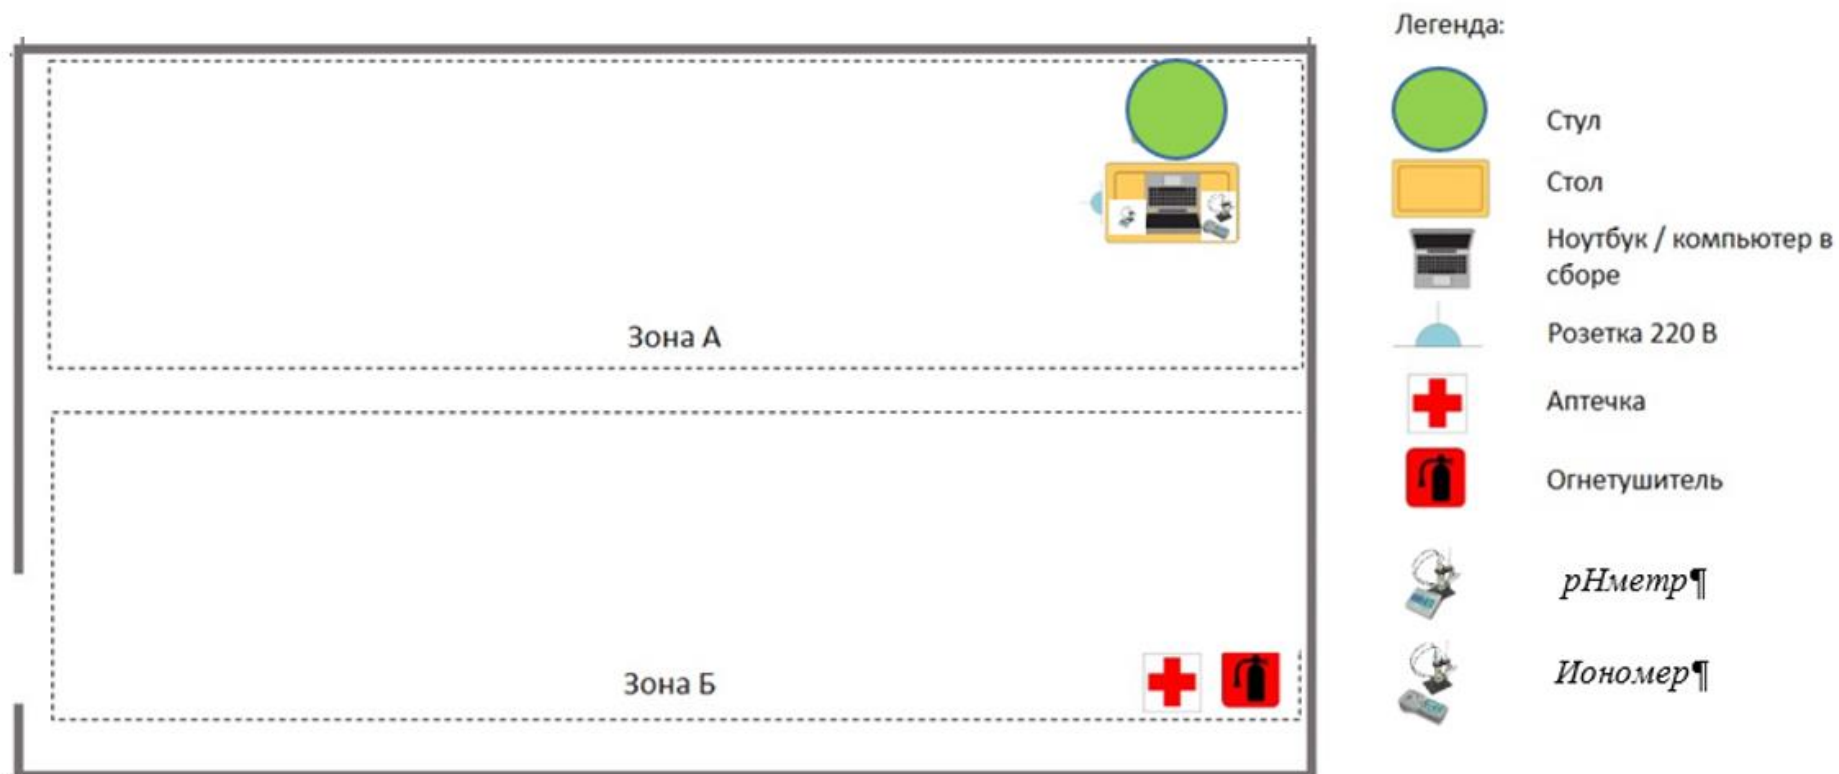 Легенда:
Стул
Стол
Ноутбук / компьютер в
сборе
Розетка 220 В
Аптечка
Огнетушитель
рНметр¶
Иономер¶
Зона А
Зона Б